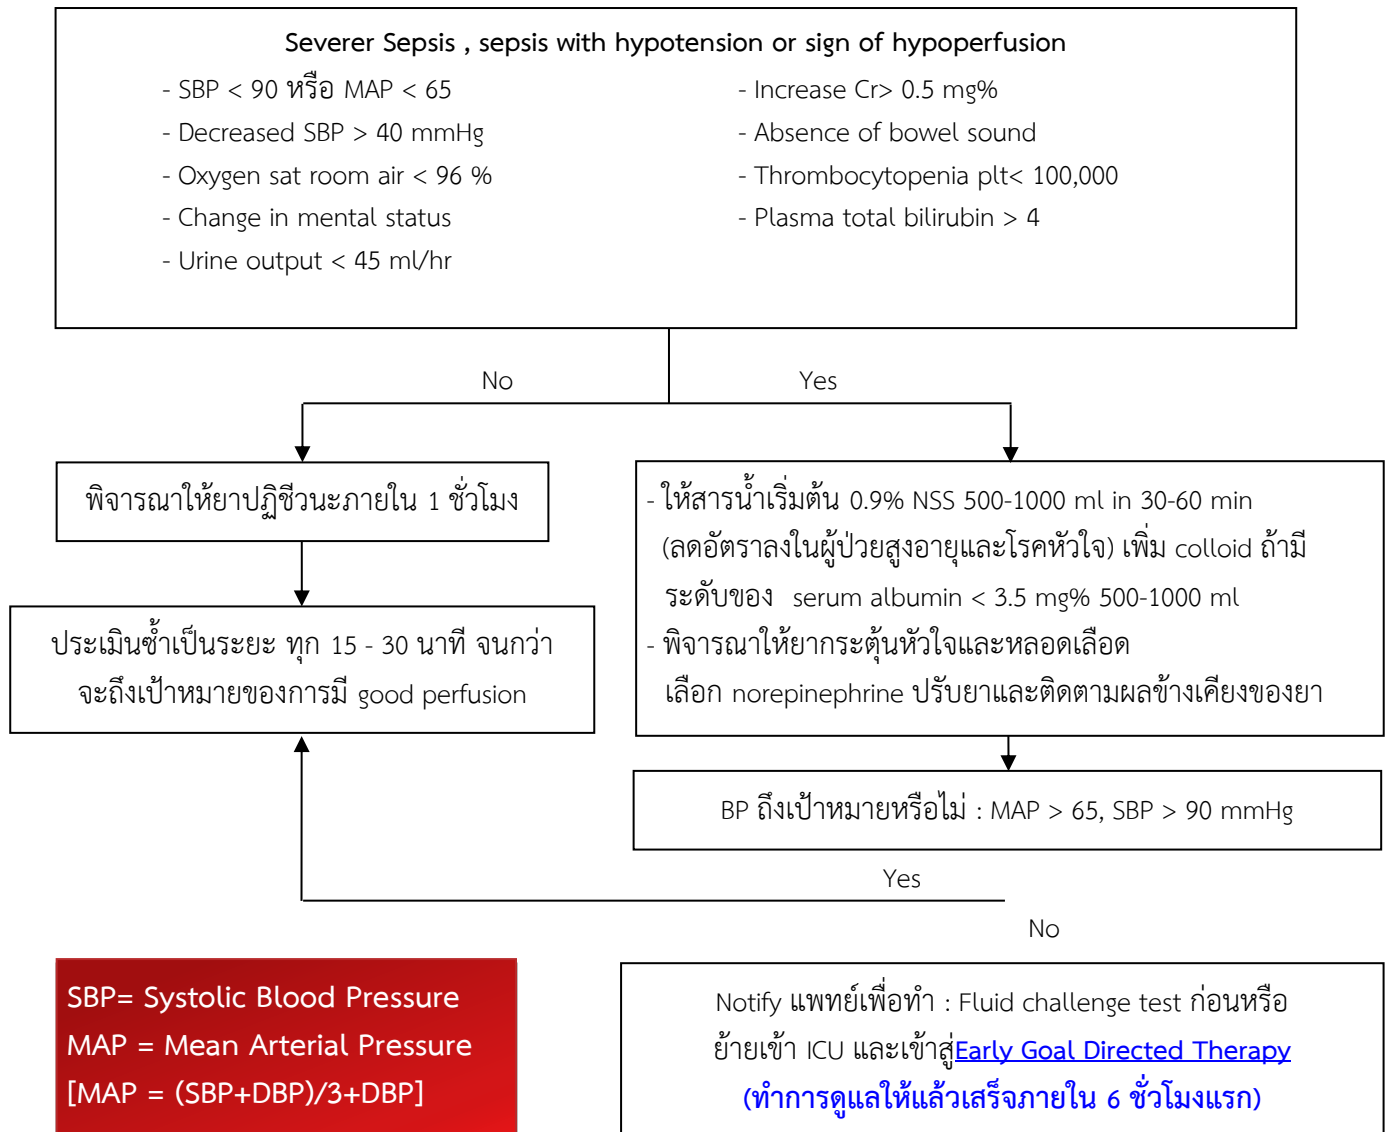 Severer Sepsis , sepsis with hypotension or sign of hypoperfusion
- SBP < 90 หรือ MAP < 65
- Decreased SBP > 40 mmHg
- Oxygen sat room air < 96 %
- Change in mental status
- Urine output < 45 ml/hr
- Increase Cr> 0.5 mg%
- Absence of bowel sound
- Thrombocytopenia plt< 100,000
- Plasma total bilirubin > 4
No
Yes
พิจารณาให้ยาปฏิชีวนะภายใน 1 ชั่วโมง
ประเมินซ้ำเป็นระยะ ทุก 15 - 30 นาที จนกว่า
จะถึงเป้าหมายของการมี good perfusion
- ให้สารน้ำเริ่มต้น 0.9% NSS 500-1000 ml in 30-60 min
(ลดอัตราลงในผู้ป่วยสูงอายุและโรคหัวใจ) เพิ่ม colloid ถ้ามี
ระดับของ serum albumin < 3.5 mg% 500-1000 ml
- พิจารณาให้ยากระตุ้นหัวใจและหลอดเลือด
เลือก norepinephrine ปรับยาและติดตามผลข้างเคียงของยา
BP ถึงเป้าหมายหรือไม่ : MAP > 65, SBP > 90 mmHg
Yes
No
SBP= Systolic Blood Pressure
MAP = Mean Arterial Pressure
[MAP = (SBP+DBP)/3+DBP]
Notify แพทย์เพื่อทำ : Fluid challenge test ก่อนหรือ
ย้ายเข้า ICU และเข้าสู่Early Goal Directed Therapy
(ทำการดูแลให้แล้วเสร็จภายใน 6 ชั่วโมงแรก)